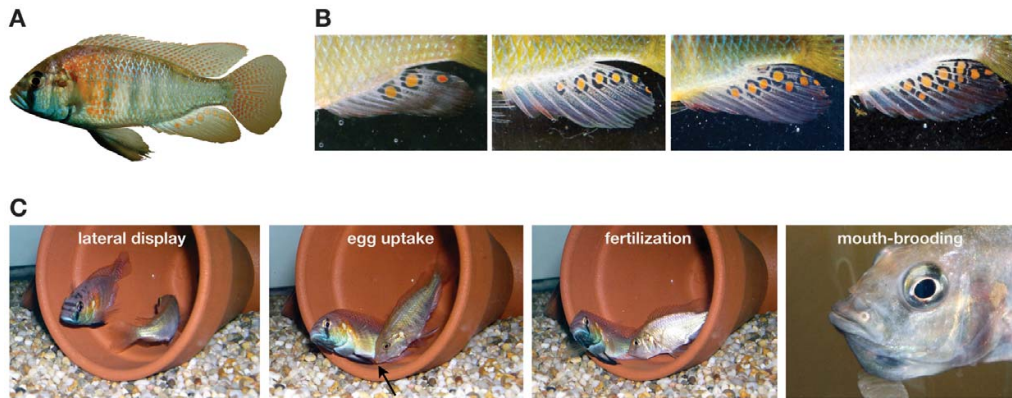 A
B
C
lateral display
egg uptake
fertilization
mouth-brooding